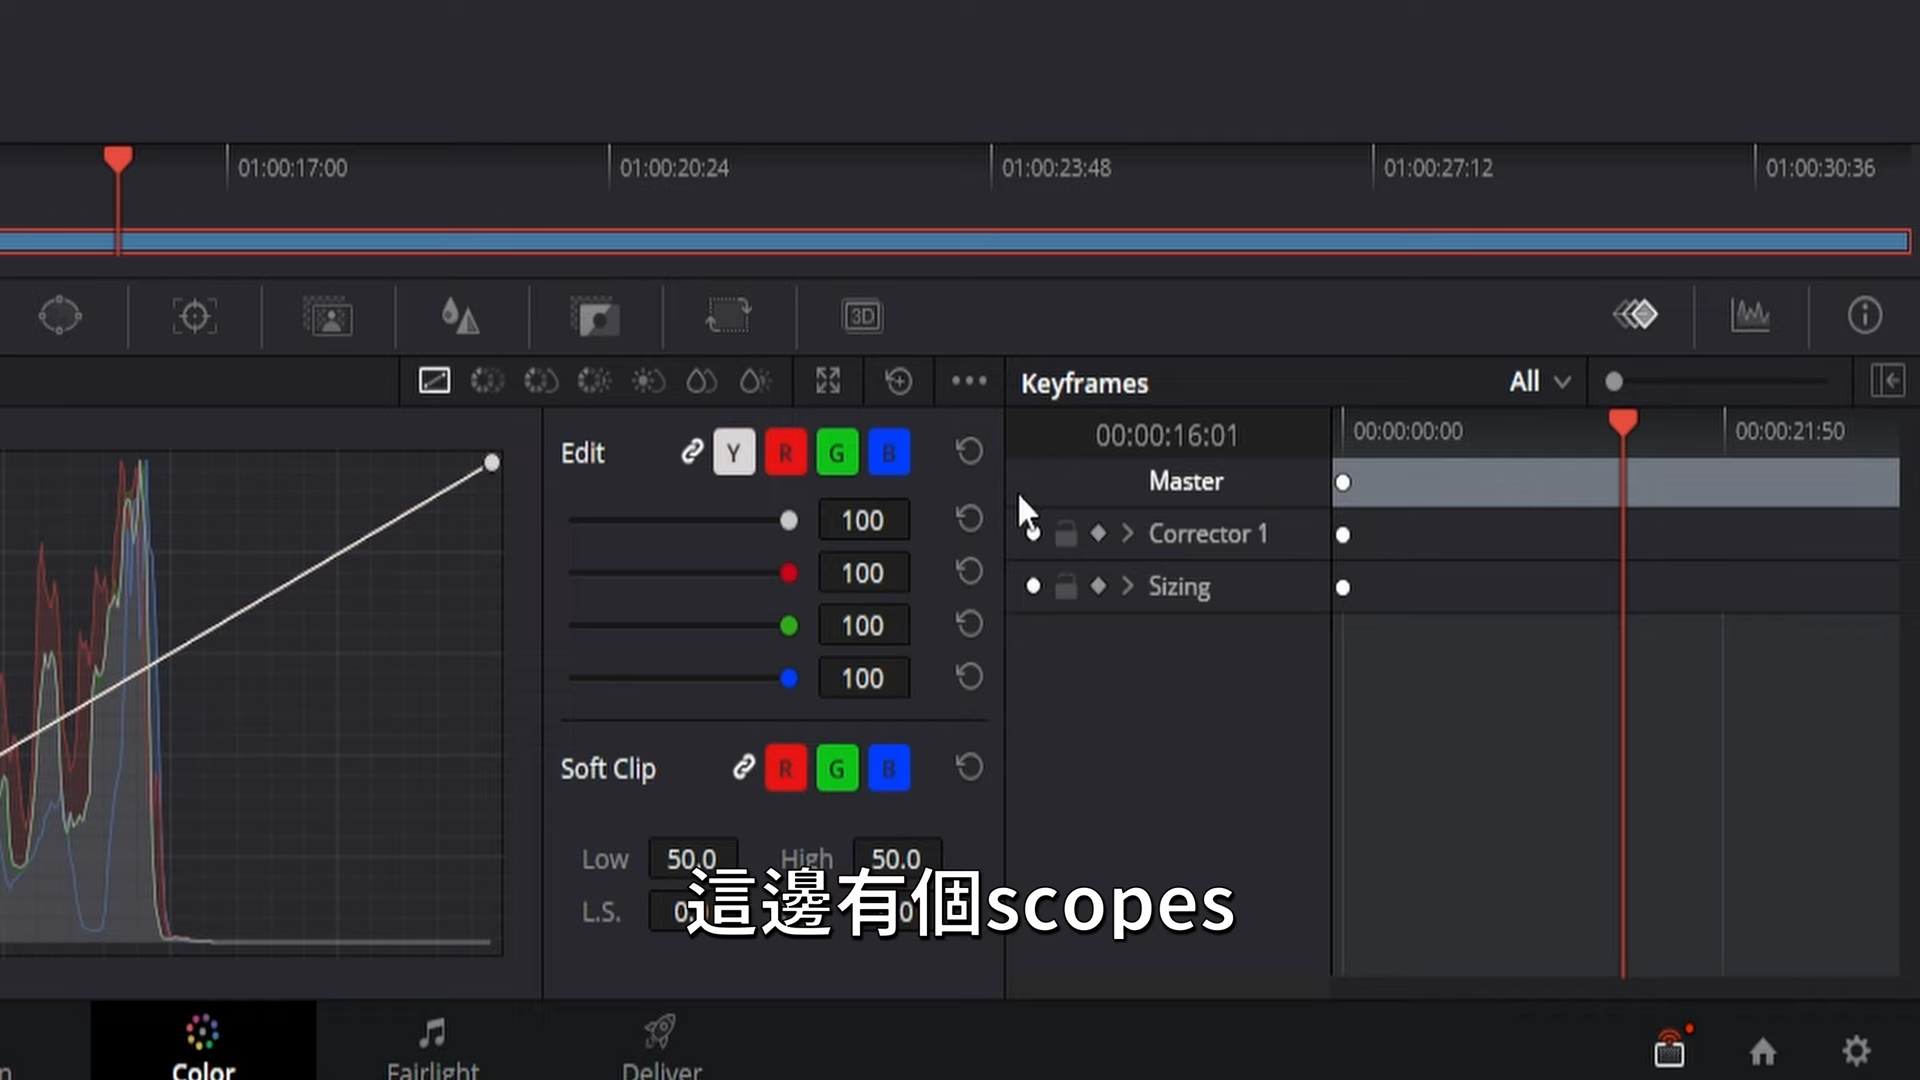 01:00:17:00 01:00:20:24 01:00:23:48 01:00:27:12 01:00:30:36
3D
Keyframes All
Edit Y R G B
00:00:16:01 00:00:00:00 00:00:21:50
Master
100
Corrector 1
100
Sizing
100
100
Soft Clip R G B
Low 50.0 High 50.0
L.S.
這邊有個scopes
Color Fairlight Deliver